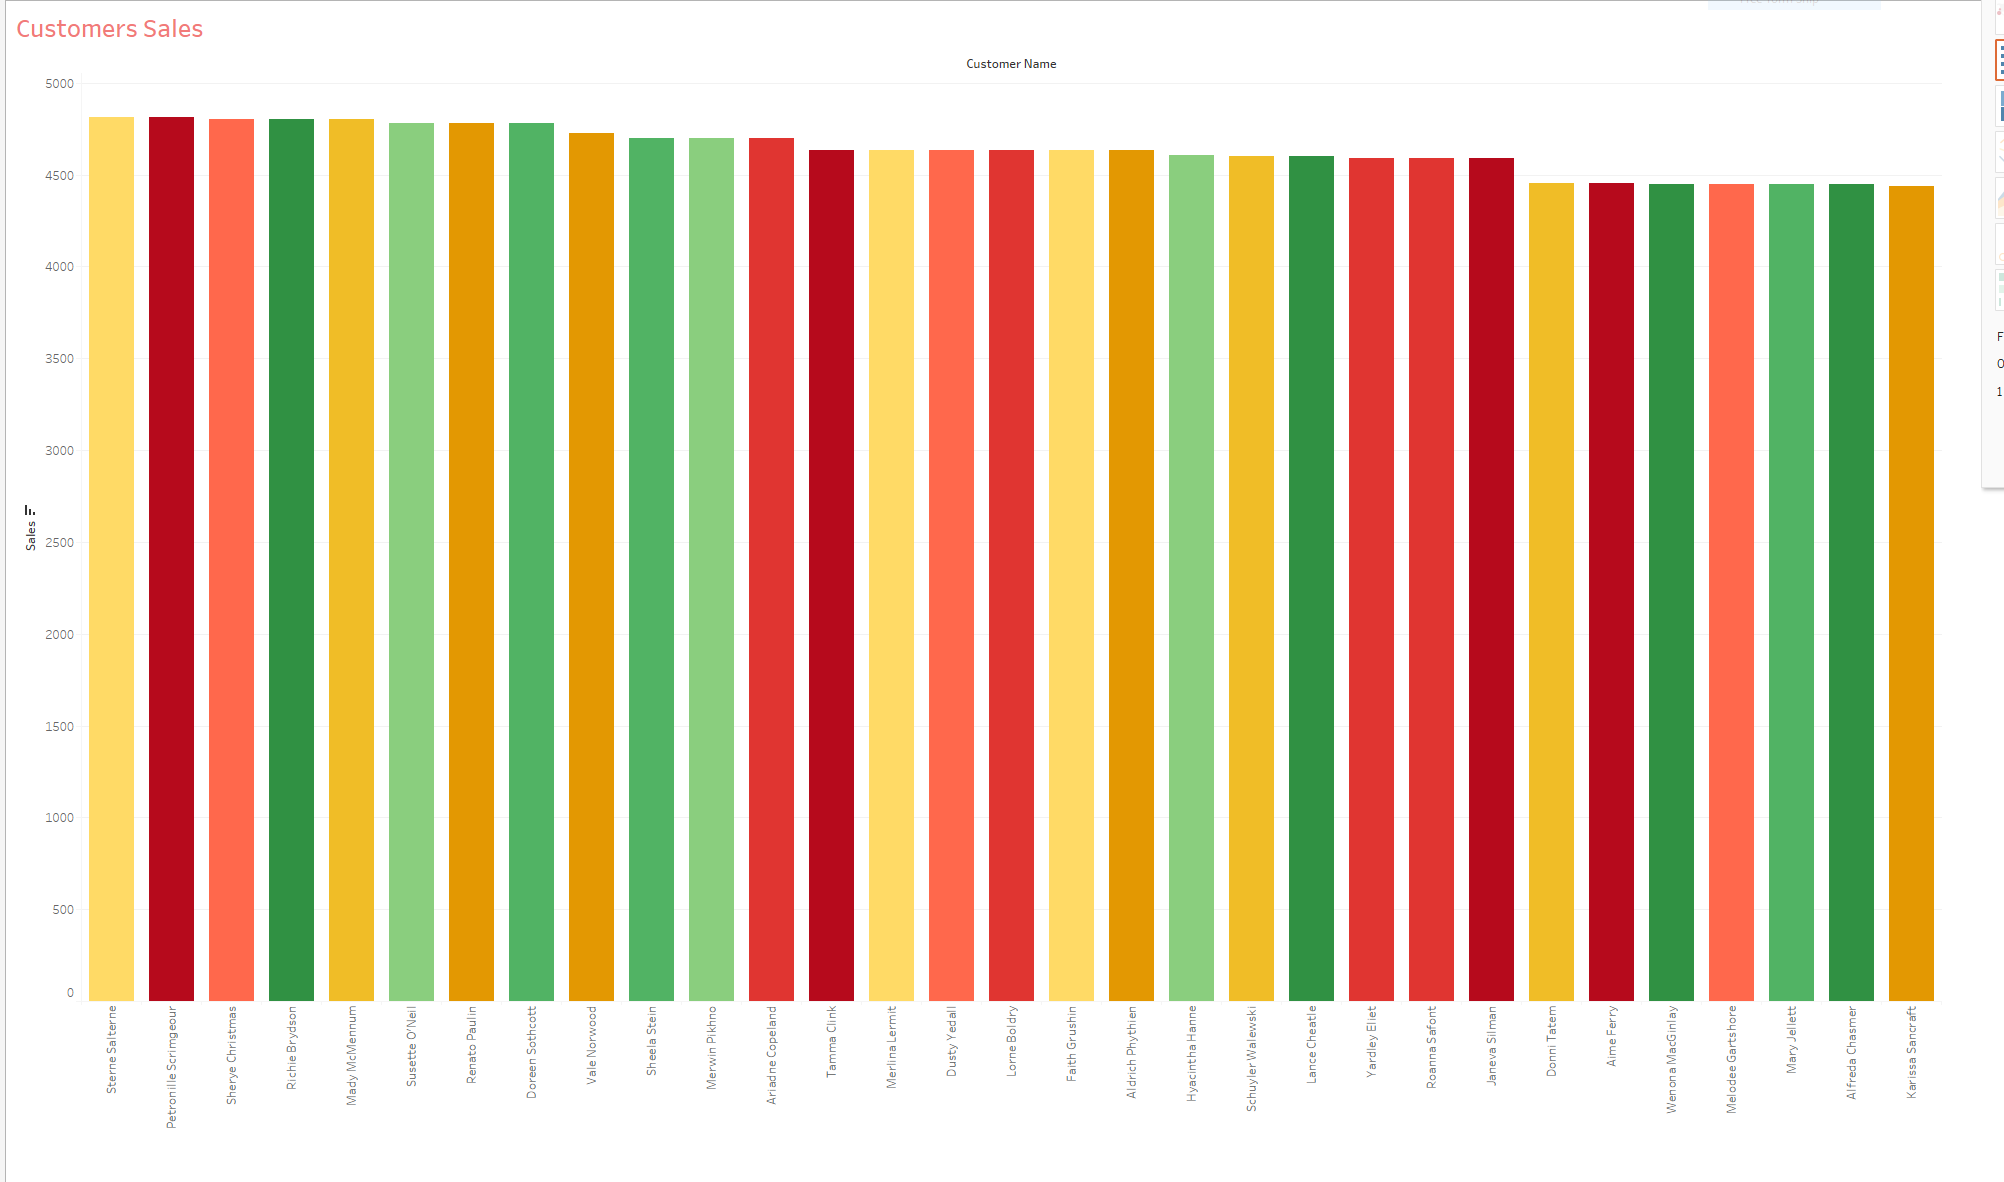 Customers Sales
Customer Name
5000
4500
4000
3500
3000
2500
2000
1500
1000
500
0
Sales
Sterne Salterne
Petronille Scrimgeour
Sherye Christmas
Richie Brydson
Mady McMennum
Susette O'Neil
Renato Paulin
Doreen Sothcott
Vale Norwood
Sheela Stein
Merwin Pikhno
Ariadne Copeland
Tamma Clink
Merlina Lermit
Dusty Yedall
Lorne Boldry
Faith Grushin
Aldrich Phythien
Hyacintha Hanne
Schuyler Walewski
Lance Cheatle
Yardley Eliet
Roanna Safont
Janeva Silman
Donni Tatem
Aime Ferry
Wenona MacGinlay
Melodee Gartshore
Mary Jellett
Alfreda Chasmer
Karissa Sancraft
F
O
1